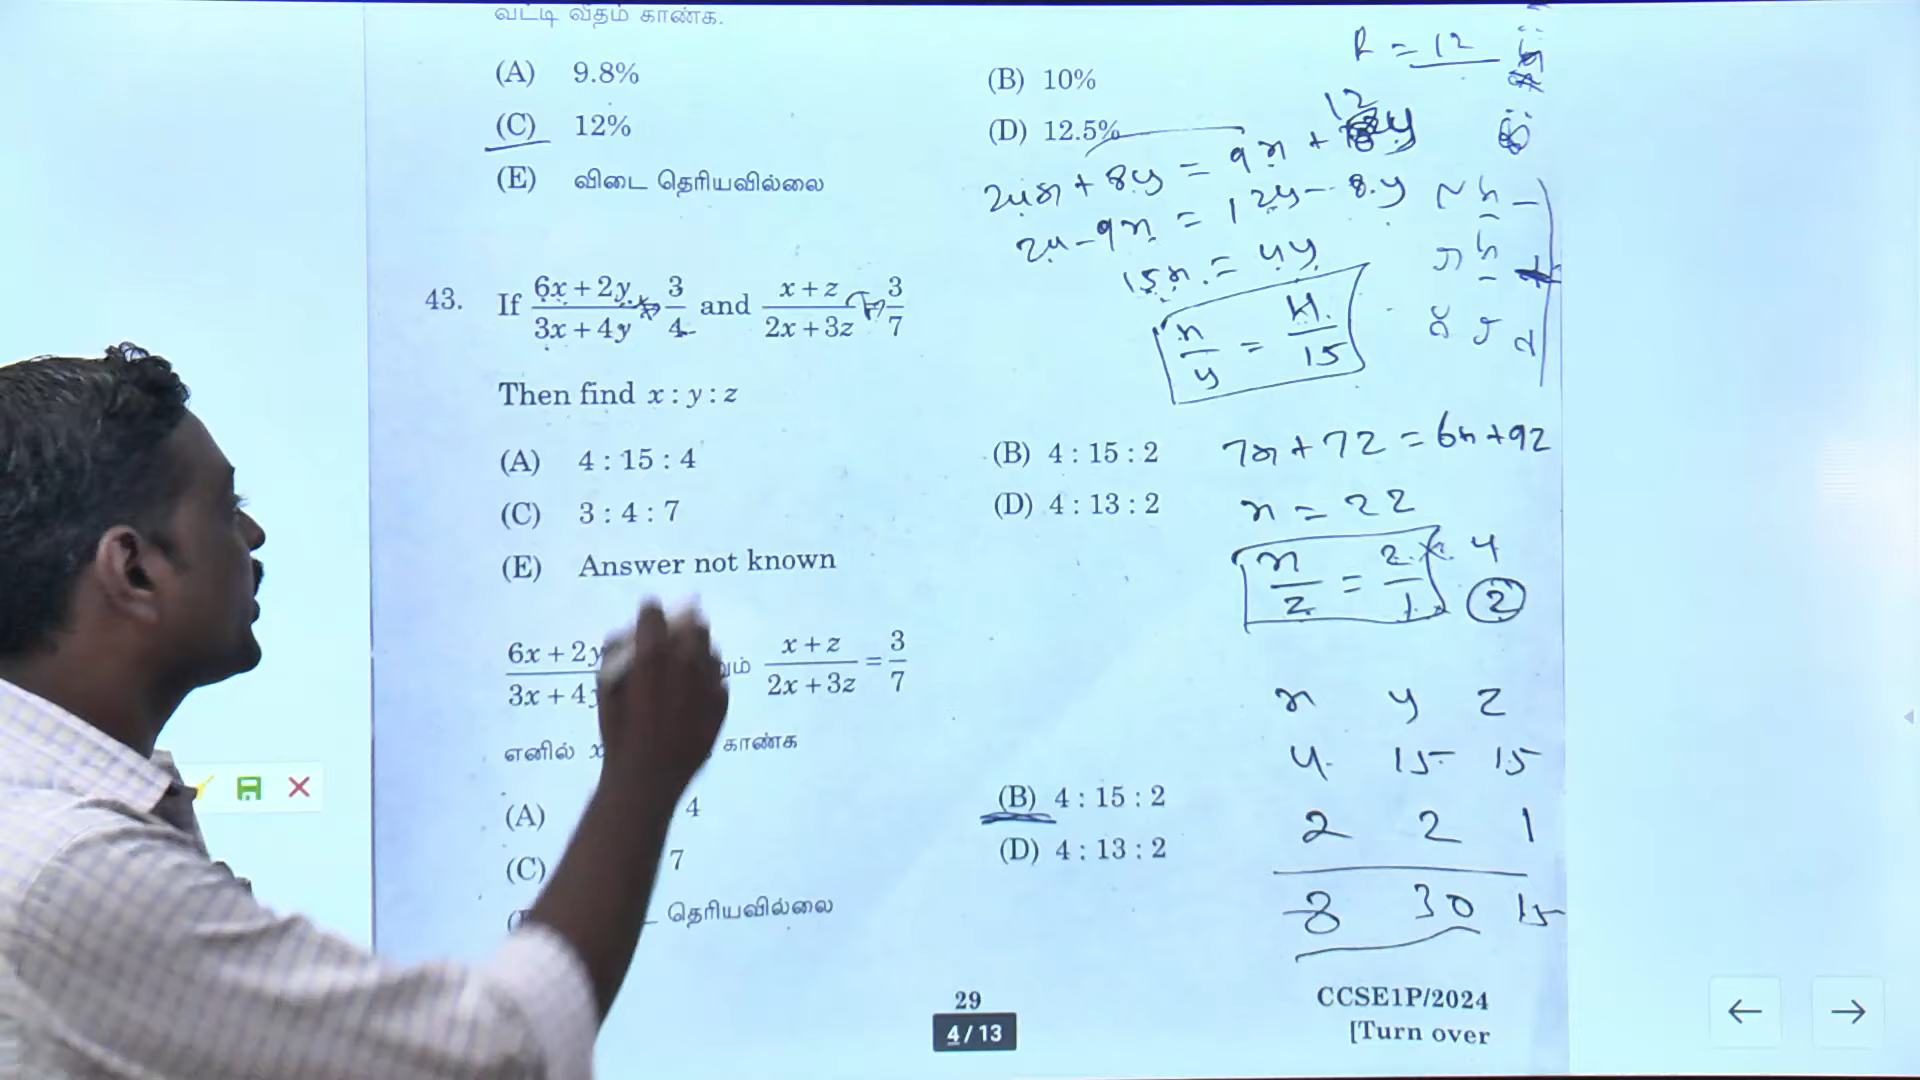 வட்டி வீதம் காண்க.
(A) 9.8%
(B) 10%
(C) 12%
(D) 12.5%
(E) விடை தெரியவில்லை
R = 12
24x + 8y = 9x + 12y
24 - 9x = 12y - 8y
15x = 4y
x/y = 4/15
43. If (6x + 2y)/(3x + 4y) = 3/4 and (x + z)/(2x + 3z) = 3/7
Then find x : y : z
(A) 4 : 15 : 4
(B) 4 : 15 : 2
(C) 3 : 4 : 7
(D) 4 : 13 : 2
(E) Answer not known
7x + 7z = 6x + 9z
x = 2z
x/z = 2/1
4
2
(6x + 2y)/(3x + 4y (x + z)/(2x + 3z) = 3/7
எனில் x காண்க
(A) 4
(B) 4 : 15 : 2
(C) 7
(D) 4 : 13 : 2
தெரியவில்லை
x y z
4 15 15
2 2 1
8 30 15
29
CCSE1P/2024
[Turn over
4 / 13